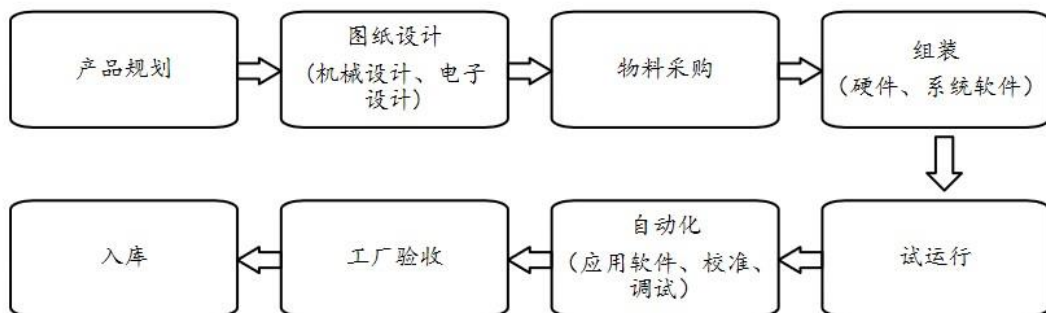 产品规划
图纸设计
（机械设计、电子
设计）
物料采购
组装
（硬件、系统软件）
试运行
自动化
（应用软件、校准、
调试）
工厂验收
入库